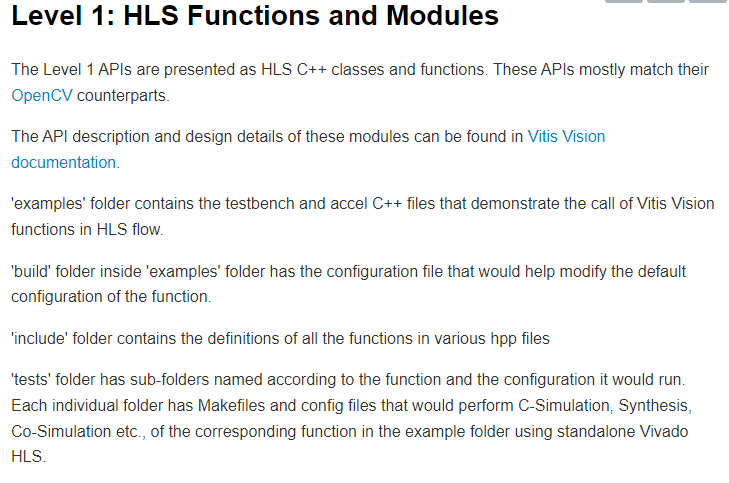 Level 1: HLS Functions and Modules
The Level 1 APIs are presented as HLS C++ classes and functions. These APIs mostly match their
OpenCV counterparts.
The API description and design details of these modules can be found in Vitis Vision
documentation.
'examples' folder contains the testbench and accel C++ files that demonstrate the call of Vitis Vision
functions in HLS flow.
'build' folder inside 'examples' folder has the configuration file that would help modify the default
configuration of the function.
'include' folder contains the definitions of all the functions in various hpp files
'tests' folder has sub-folders named according to the function and the configuration it would run.
Each individual folder has Makefiles and config files that would perform C-Simulation, Synthesis,
Co-Simulation etc., of the corresponding function in the example folder using standalone Vivado
HLS.